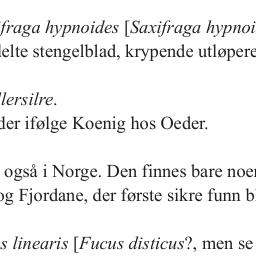 fraga hypnoides [Saxifraga hypnoi
delte stengelblad, krypende utløpere
llersilre.
der ifølge Koenig hos Oeder.
også i Norge. Den finnes bare noen
og Fjordane, der første sikre funn bl
s linearis [Fucus disticus?, men se